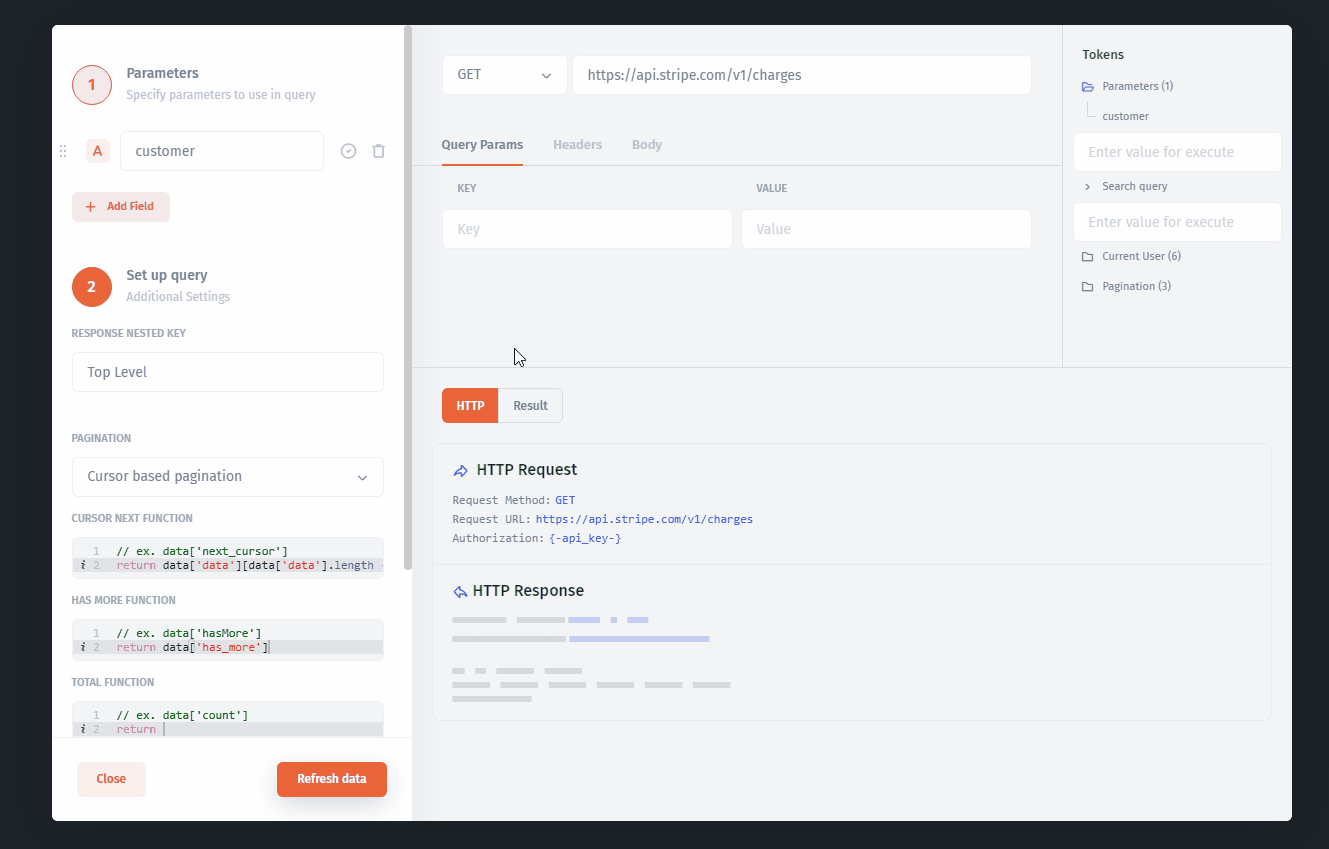 1
Parameters
Specify parameters to use in query
A
customer
+ Add Field
2
Set up query
Additional Settings
RESPONSE NESTED KEY
Top Level
PAGINATION
Cursor based pagination
CURSOR NEXT FUNCTION
1 // ex. data['next_cursor']
i 2 return data['data'][data['data'].length
HAS MORE FUNCTION
1 // ex. data['hasMore']
i 2 return data['has_more']
TOTAL FUNCTION
1 // ex. data['count']
i 2 return
Close
Refresh data
GET
https://api.stripe.com/v1/charges
Query Params
Headers
Body
KEY
VALUE
Key
Value
Tokens
Parameters (1)
customer
Enter value for execute
Search query
Enter value for execute
Current User (6)
Pagination (3)
HTTP
Result
HTTP Request
Request Method: GET
Request URL: https://api.stripe.com/v1/charges
Authorization: {-api_key-}
HTTP Response